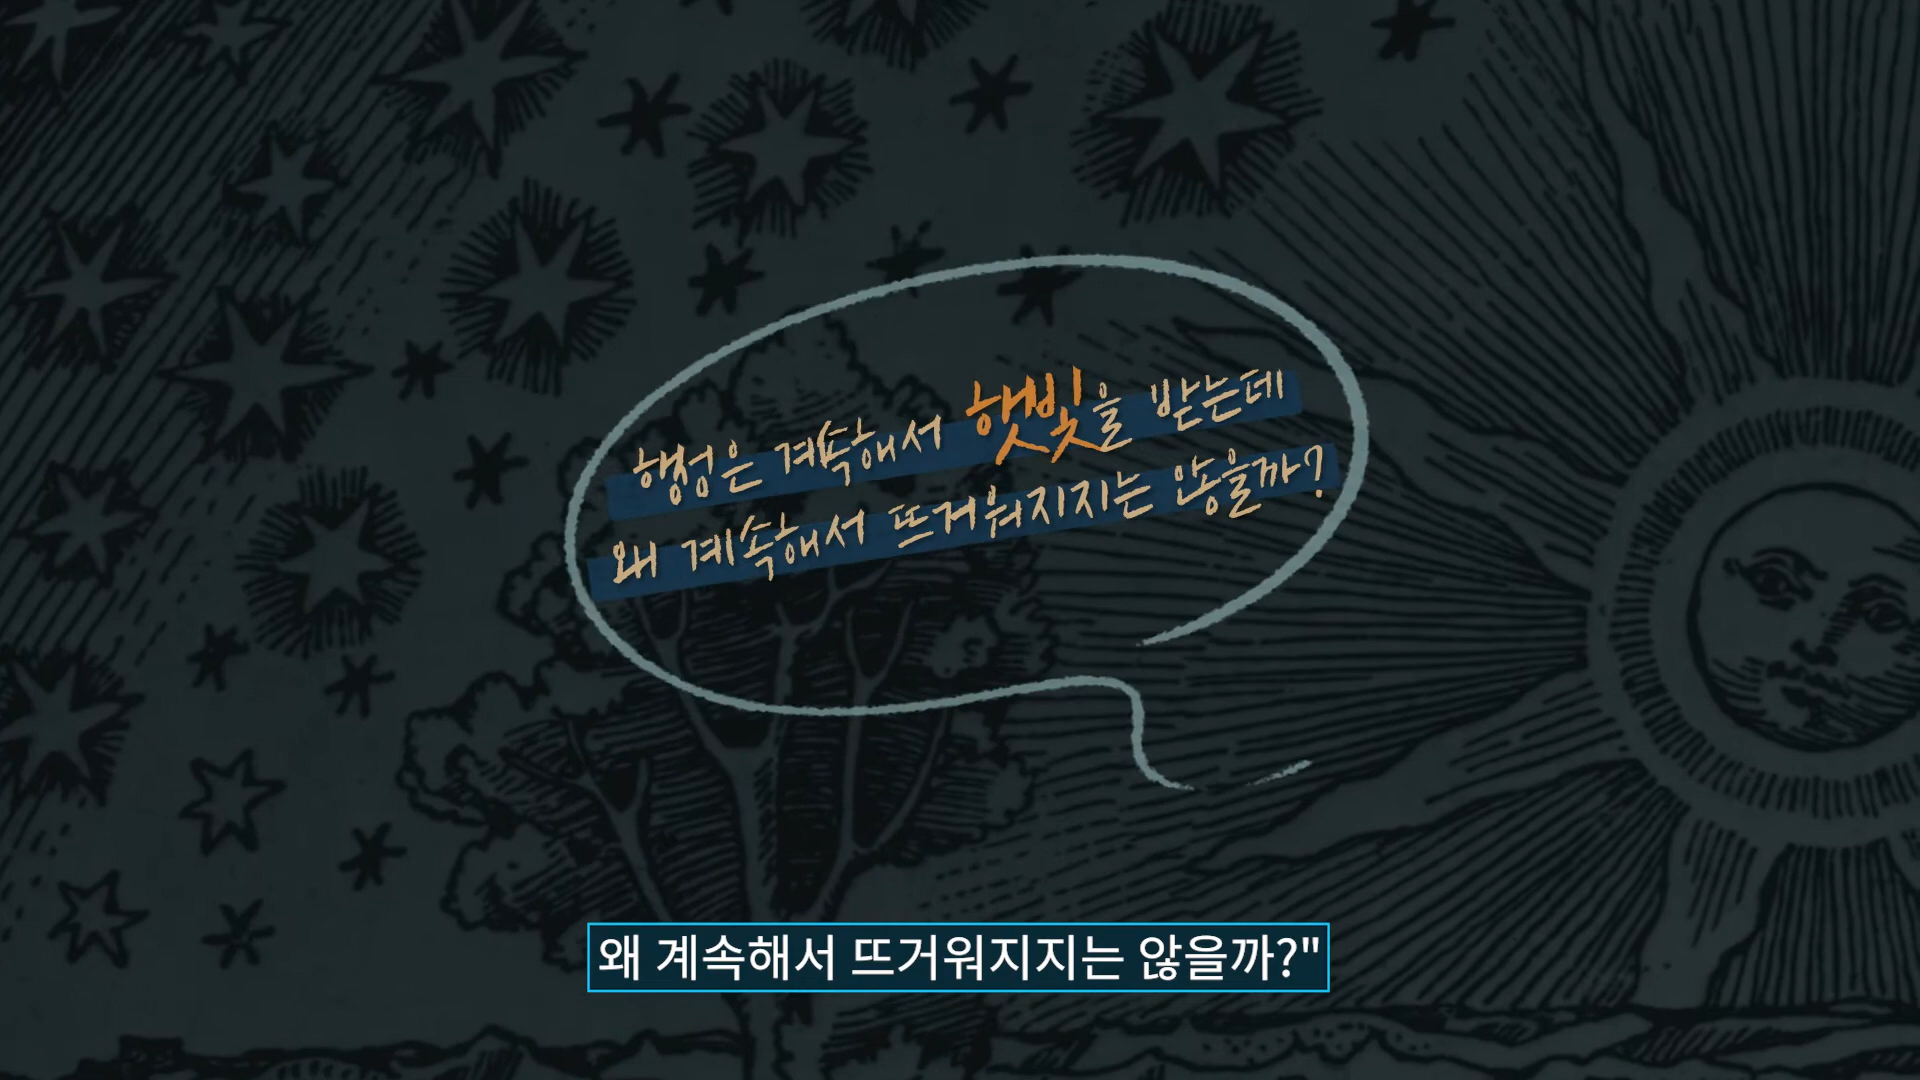 행성은 계속해서 햇빛을 받는데
왜 계속해서 뜨거워지지는 않을까?
왜 계속해서 뜨거워지지는 않을까?"